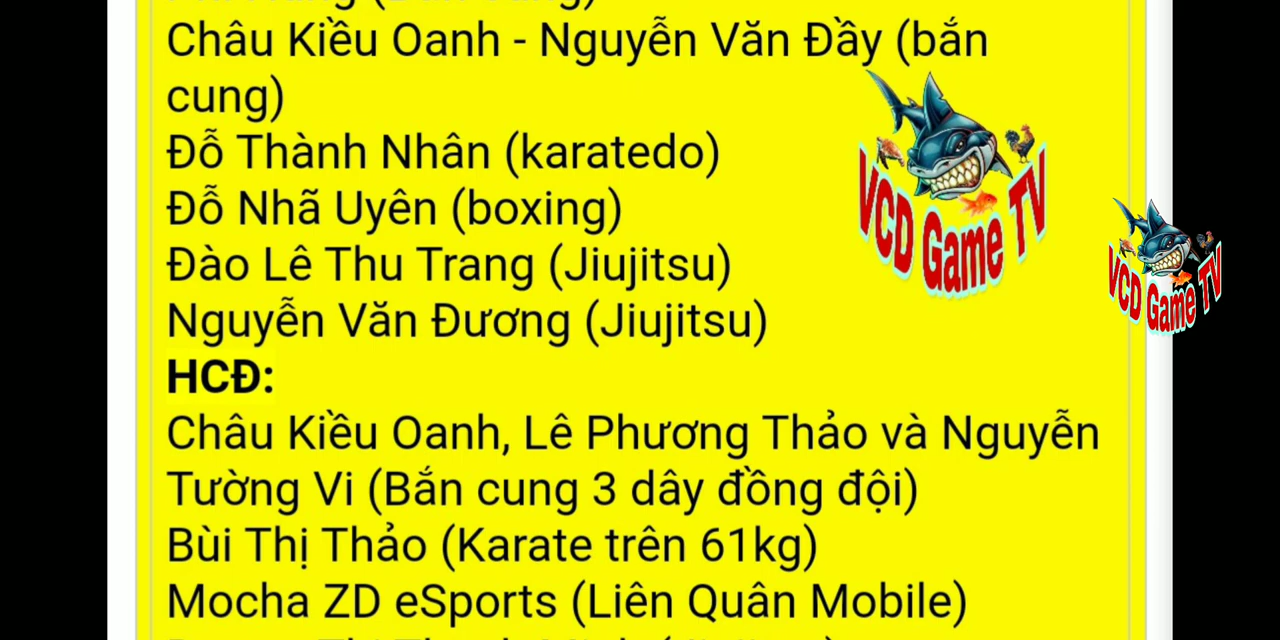 Châu Kiều Oanh - Nguyễn Văn Đầy (bắn
cung)
Đỗ Thành Nhân (karatedo)
Đỗ Nhã Uyên (boxing)
Đào Lê Thu Trang (Jiujitsu)
Nguyễn Văn Đương (Jiujitsu)
HCĐ:
Châu Kiều Oanh, Lê Phương Thảo và Nguyễn
Tường Vi (Bắn cung 3 dây đồng đội)
Bùi Thị Thảo (Karate trên 61kg)
Mocha ZD eSports (Liên Quân Mobile)
VCD Game TV
VCD Game TV